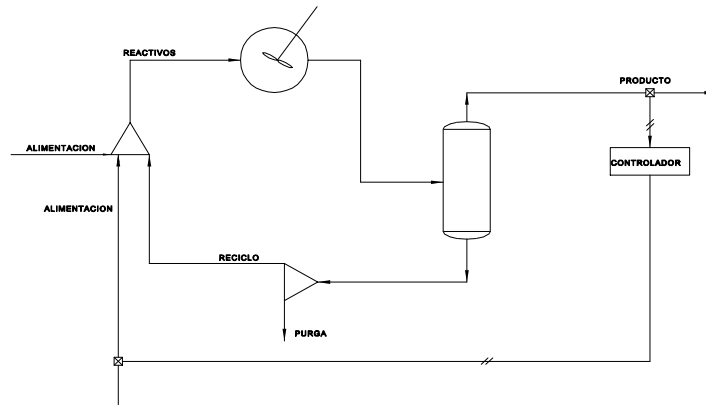 REACTIVOS
PRODUCTO
ALIMENTACION
CONTROLADOR
ALIMENTACION
RECICLO
PURGA